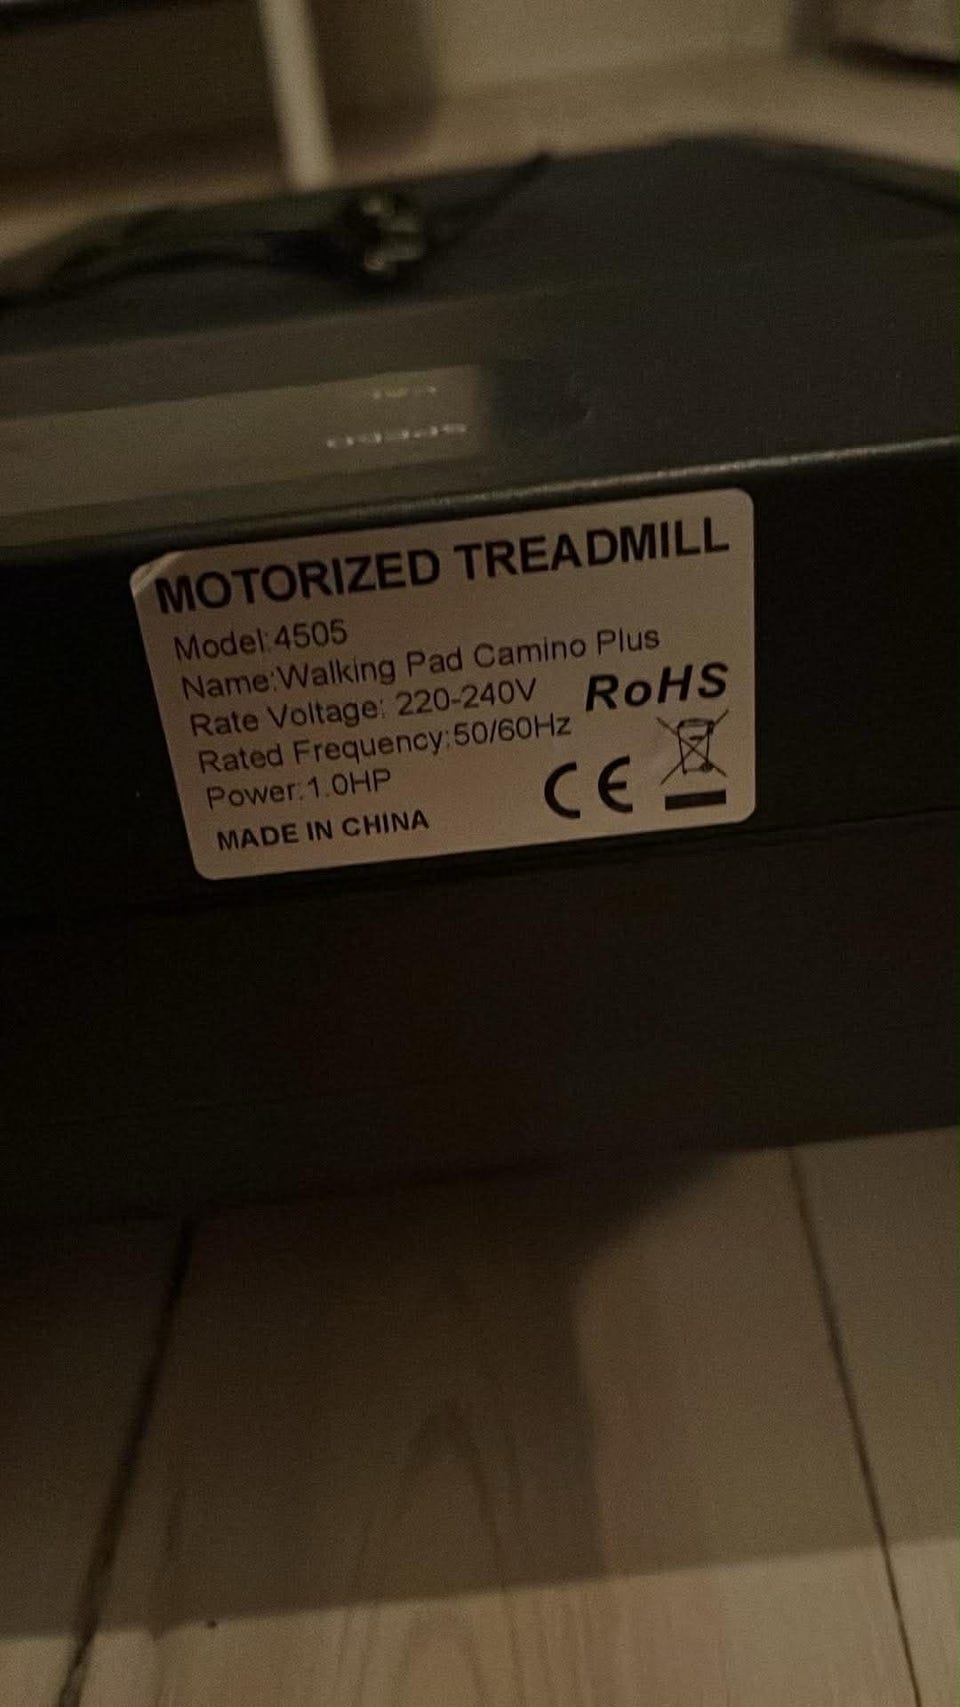 SPEED
MOTORIZED TREADMILL
Model:4505
Name:Walking Pad Camino Plus
Rate Voltage: 220-240V
RoHS
Rated Frequency:50/60Hz
Power:1.0HP
CE
MADE IN CHINA